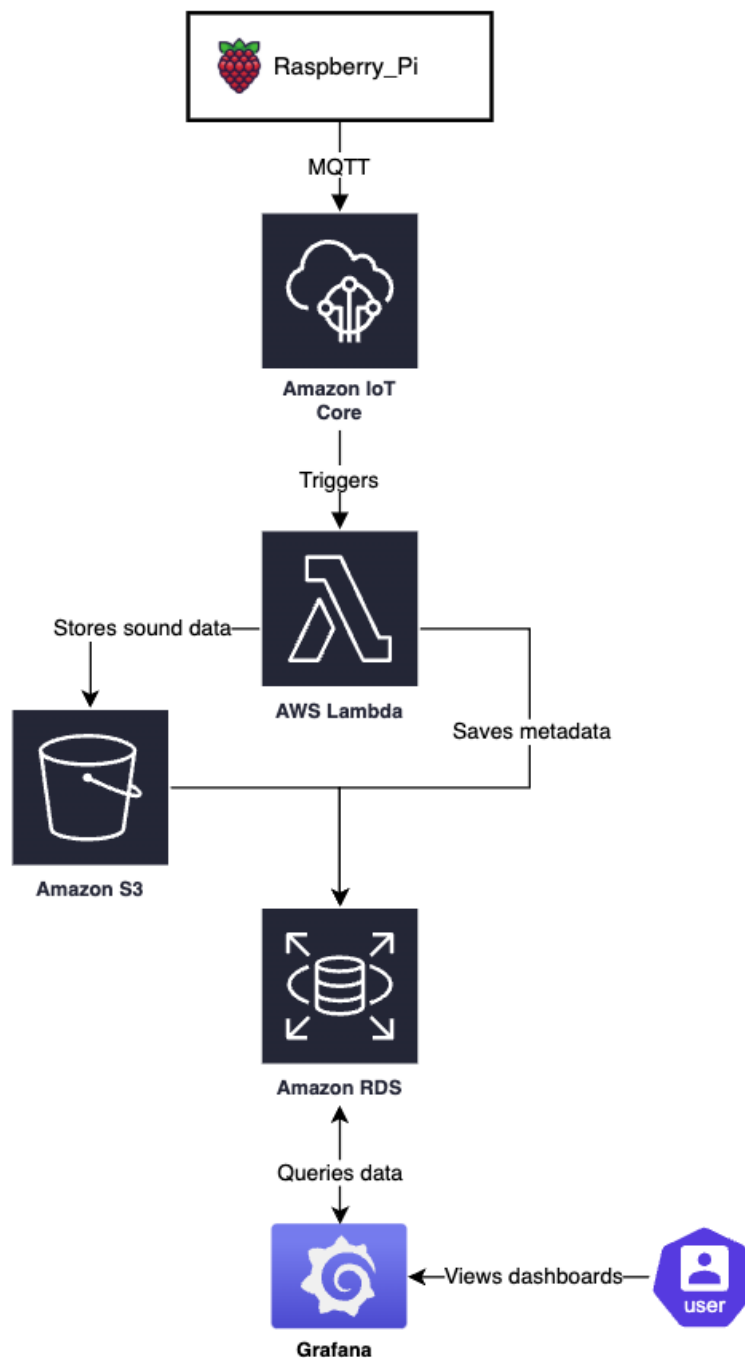 Raspberry_Pi
MQTT
Amazon IoT
Core
Triggers
Stores sound data
AWS Lambda
Saves metadata
Amazon S3
Amazon RDS
Queries data
Views dashboards
user
Grafana